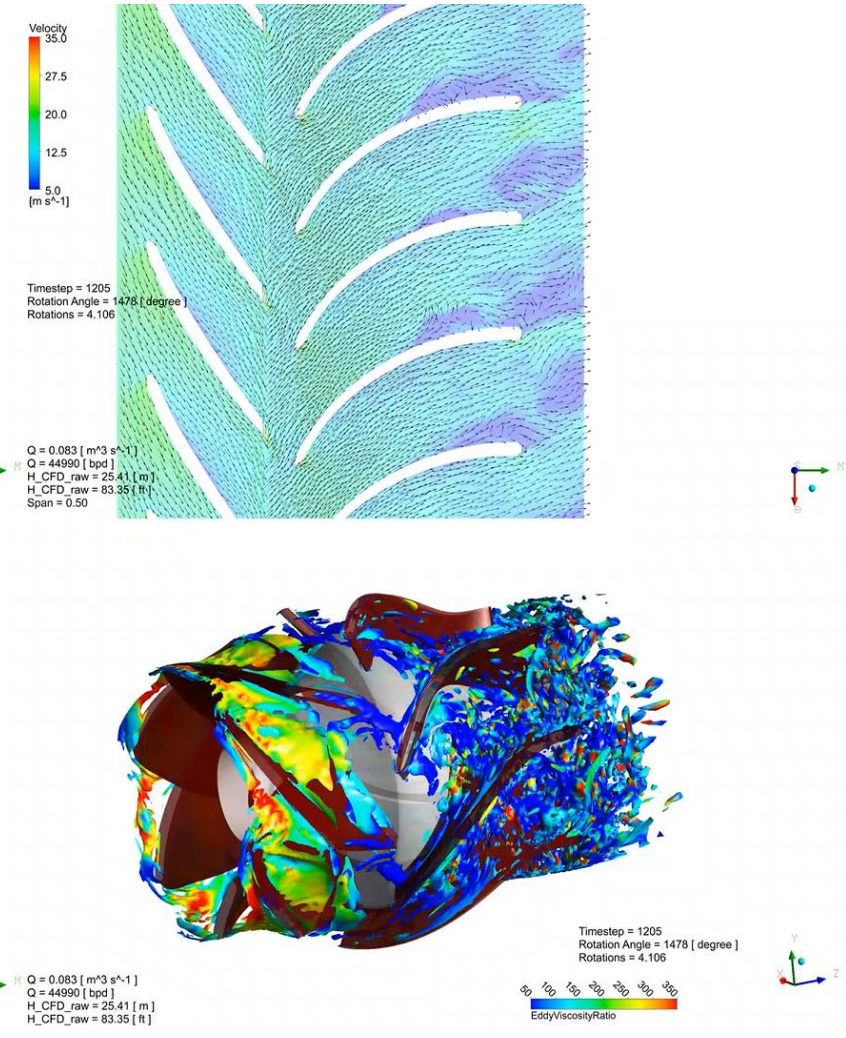 Velocity
35.0
27.5
20.0
12.5
5.0
[m s^-1]
Timestep = 1205
Rotation Angle = 1478 [ degree ]
Rotations = 4.106
Q = 0.083 [ m^3 s^-1 ]
Q = 44990 [ bpd ]
H_CFD_raw = 25.41 [ m ]
H_CFD_raw = 83.35 [ ft ]
Span = 0.50
M
M
Timestep = 1205
Rotation Angle = 1478 [ degree ]
Rotations = 4.106
Y
X
Z
M
Q = 0.083 [ m^3 s^-1 ]
Q = 44990 [ bpd ]
H_CFD_raw = 25.41 [ m ]
H_CFD_raw = 83.35 [ ft ]
50 100 150 200 250 300 350
EddyViscosityRatio